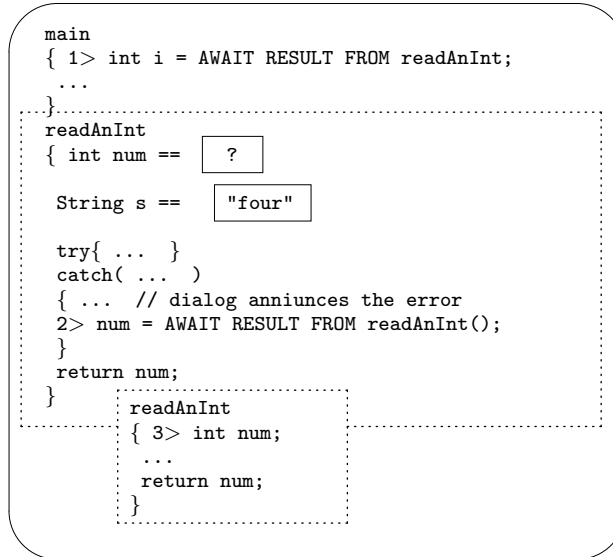 main
{ 1> int i = AWAIT RESULT FROM readAnInt;
...
}
readAnInt
{ int num == ?
String s == "four"
try{ ... }
catch( ... )
{ ... // dialog anniunces the error
2> num = AWAIT RESULT FROM readAnInt();
}
return num;
}
readAnInt
{ 3> int num;
...
return num;
}